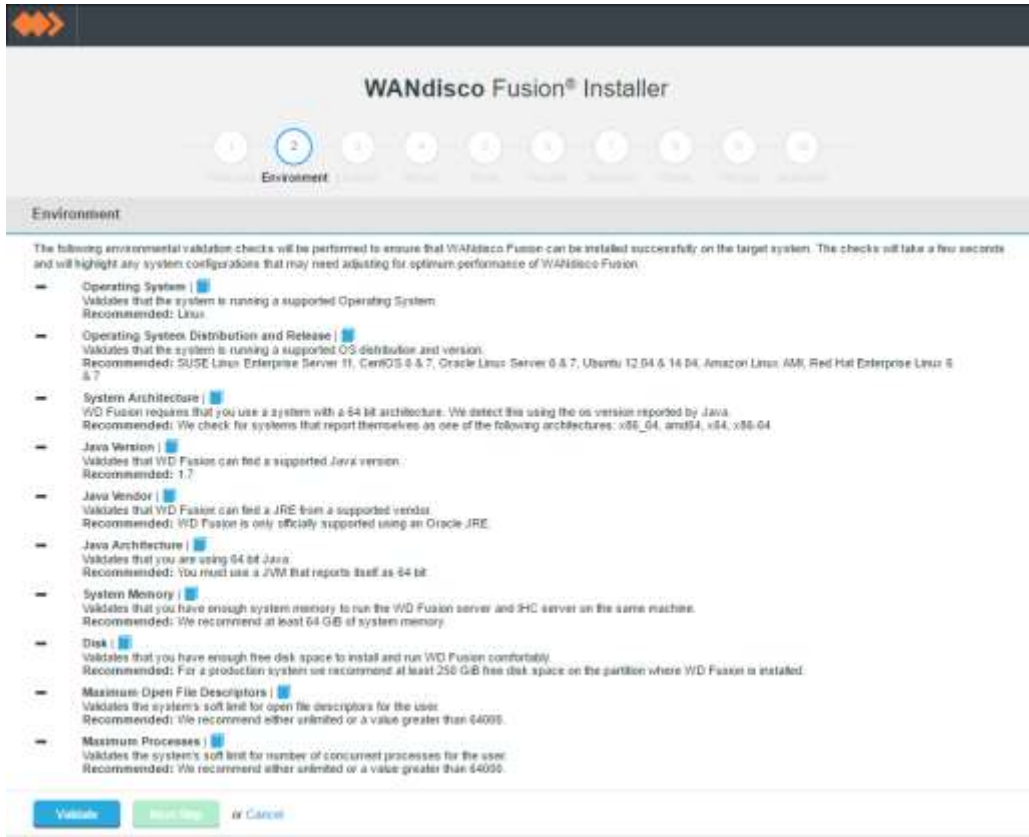 WANdisco Fusion® Installer
1 2 3 4 5 6 7 8 9 10
Environment
Environment
The following environmental validation checks will be performed to ensure that WANdisco Fusion can be installed successfully on the target system. The checks will take a few seconds
and will highlight any system configurations that may need adjusting for optimum performance of WANdisco Fusion
Operating System |
Validates that the system is running a supported Operating System
Recommended: Linux
Operating System Distribution and Release |
Validates that the system is running a supported OS distribution and version.
Recommended: SUSE Linux Enterprise Server 11, CentOS 6 & 7, Oracle Linux Server 6 & 7, Ubuntu 12.04 & 14.04, Amazon Linux AMI, Red Hat Enterprise Linux 6
& 7
System Architecture |
WD Fusion requires that you use a system with a 64 bit architecture. We detect this using the os version reported by Java.
Recommended: We check for systems that report themselves as one of the following architectures: x86_64, amd64, x64, x86-64
Java Version |
Validates that WD Fusion can find a supported Java version
Recommended: 1.7
Java Vendor |
Validates that WD Fusion can find a JRE from a supported vendor.
Recommended: WD Fusion is only officially supported using an Oracle JRE.
Java Architecture |
Validates that you are using 64 bit Java
Recommended: You must use a JVM that reports itself as 64 bit
System Memory |
Validates that you have enough system memory to run the WD Fusion server and IHC server on the same machine.
Recommended: We recommend at least 64 GiB of system memory.
Disk |
Validates that you have enough free disk space to install and run WD Fusion comfortably.
Recommended: For a production system we recommend at least 250 GiB free disk space on the partition where WD Fusion is installed.
Maximum Open File Descriptors |
Validates the system's soft limit for open file descriptors for the user.
Recommended: We recommend either unlimited or a value greater than 64000.
Maximum Processes |
Validates the system's soft limit for number of concurrent processes for the user.
Recommended: We recommend either unlimited or a value greater than 64000.
Validate Next Step or Cancel